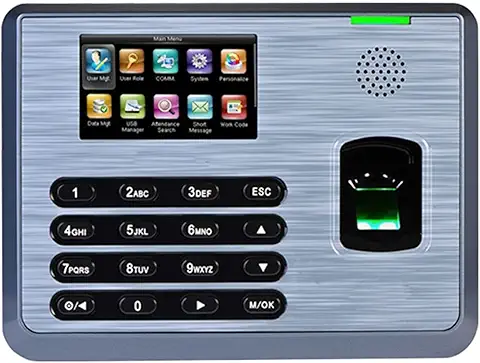 Main Menu
User Mgt. User Role COMM. System Personalize
Data Mgt. USB Manager Attendance Search Short Message Work Code
1 2ABC 3DEF ESC
4GHI 5JKL 6MNO ▲
7PQRS 8TUV 9WXYZ ▼
⏻/◀ 0 ▶ M/OK